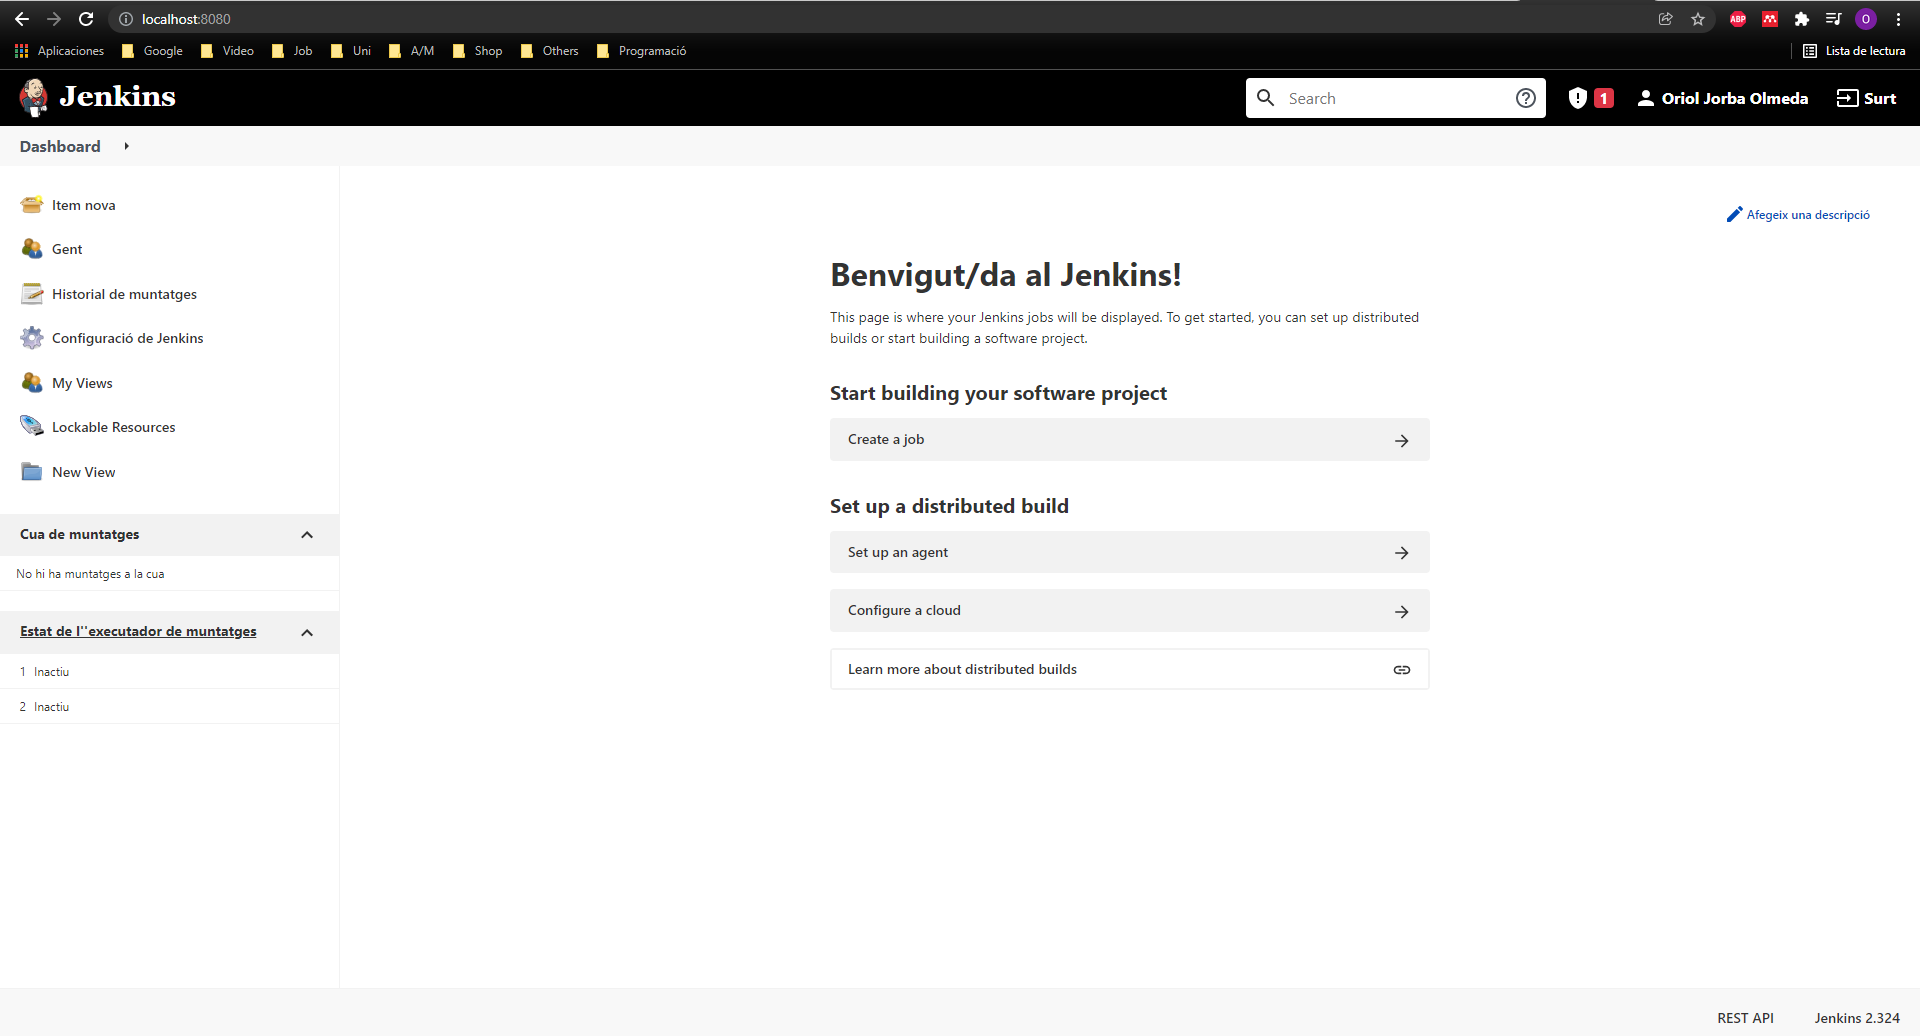 localhost:8080
ABP
O
Aplicaciones Google Video Job Uni A/M Shop Others Programació Lista de lectura
Jenkins Search 1 Oriol Jorba Olmeda Surt
Dashboard
Item nova
Gent
Historial de muntatges
Configuració de Jenkins
My Views
Lockable Resources
New View
Cua de muntatges
No hi ha muntatges a la cua
Estat de l''executador de muntatges
1 Inactiu
2 Inactiu
Afegeix una descripció
Benvigut/da al Jenkins!
This page is where your Jenkins jobs will be displayed. To get started, you can set up distributed
builds or start building a software project.
Start building your software project
Create a job
Set up a distributed build
Set up an agent
Configure a cloud
Learn more about distributed builds
REST API Jenkins 2.324